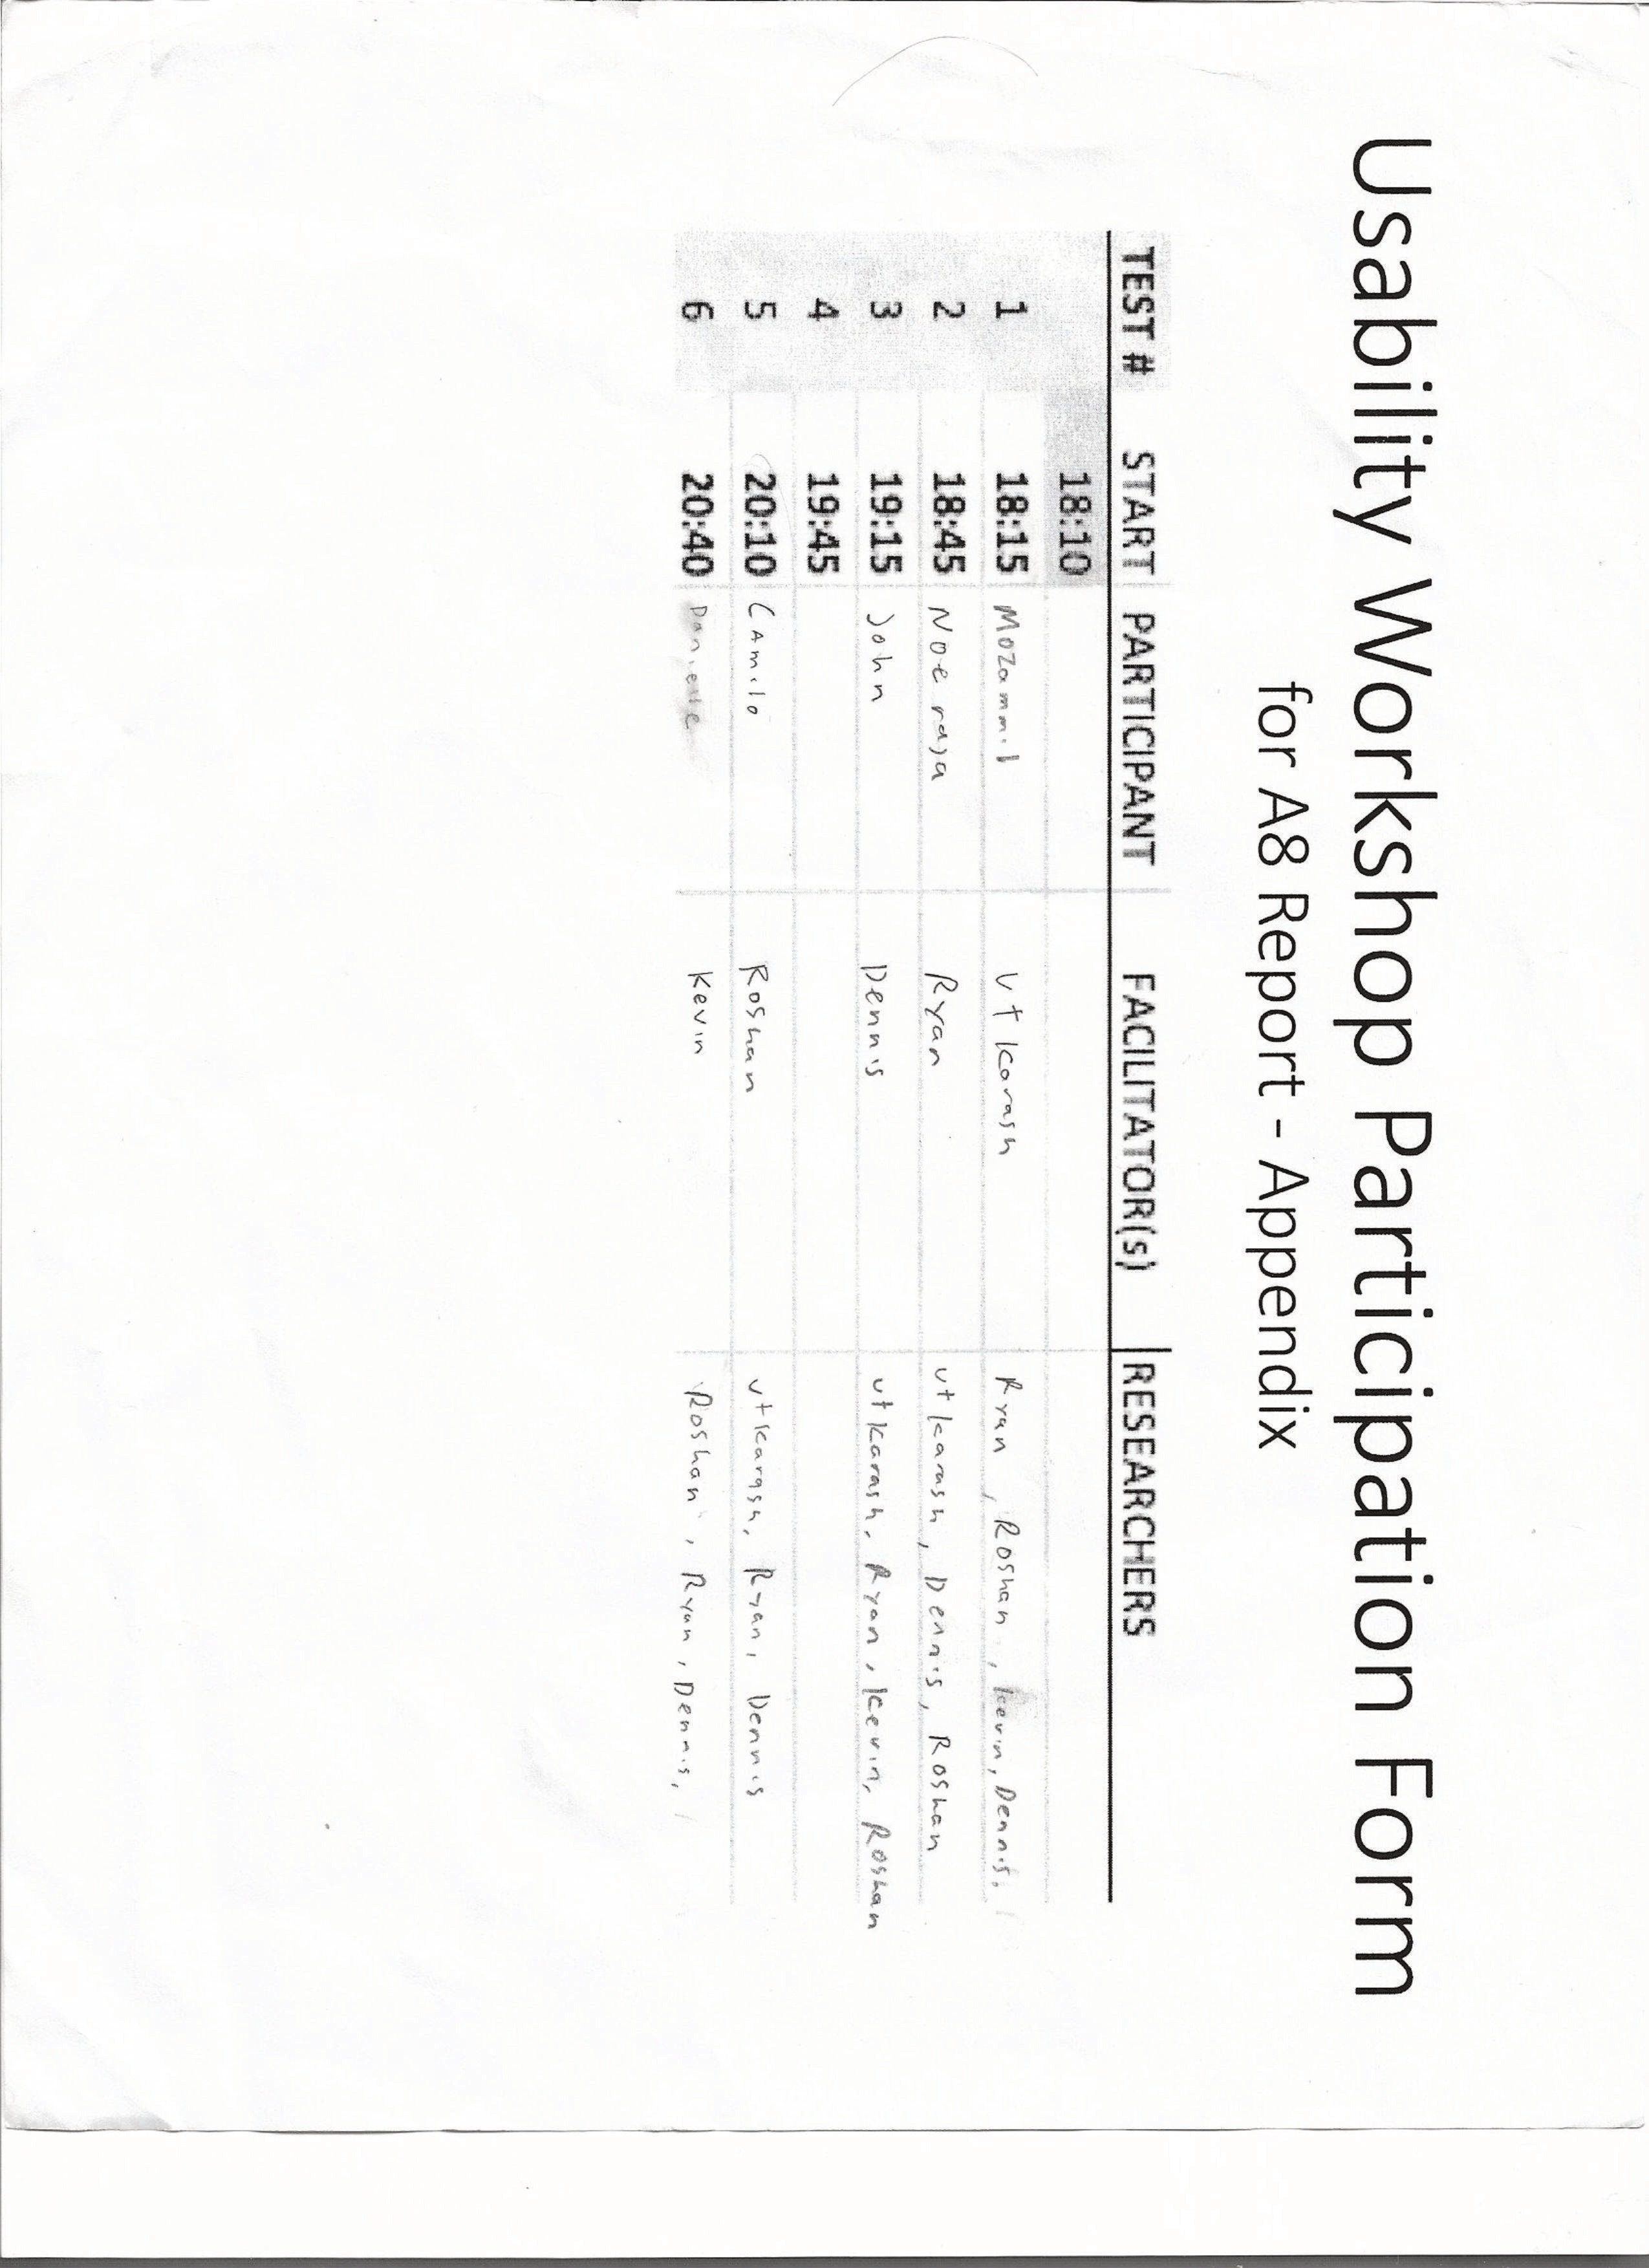 Usability Workshop Participation Form
for A8 Report - Appendix
TEST # START PARTICIPANT FACILITATOR(s) RESEARCHERS
18:10
1 18:15 Mozammil Utkarash Ryan, Roshan, Kevin, Dennis,
2 18:45 Noe raja Ryan Utkarash, Dennis, Roshan
3 19:15 John Dennis Utkarash, Ryan, Kevin, Roshan
4 19:45
5 20:10 Camilo Roshan Utkarash, Ryan, Dennis
6 20:40 Kevin Roshan, Ryan, Dennis,